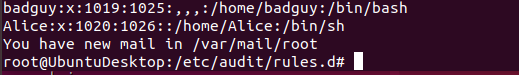 badguy:x:1019:1025:,,,:/home/badguy:/bin/bash
Alice:x:1020:1026::/home/Alice:/bin/sh
You have new mail in /var/mail/root
root@UbuntuDesktop:/etc/audit/rules.d#